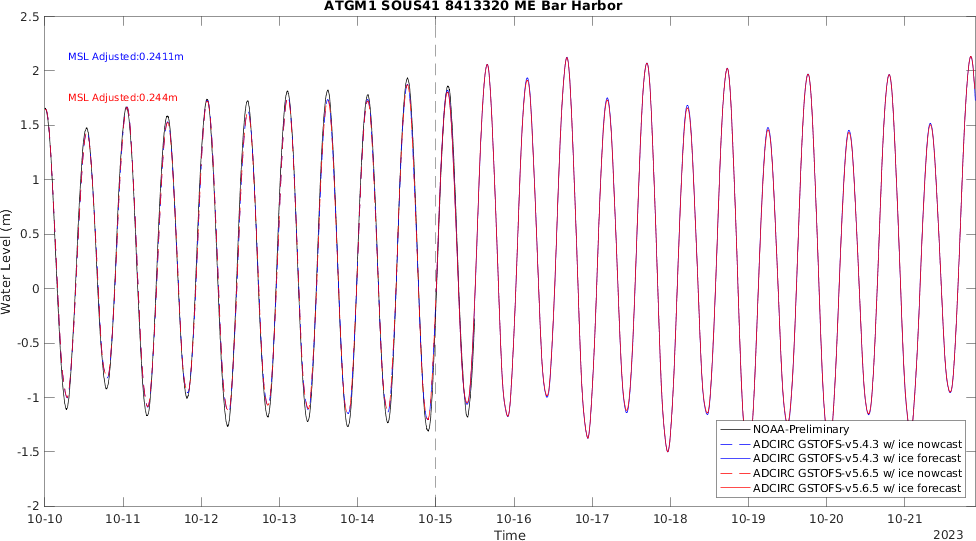 ATGM1 SOUS41 8413320 ME Bar Harbor
MSL Adjusted:0.2411m
MSL Adjusted:0.244m
Water Level (m)
2.5
2
1.5
1
0.5
0
-0.5
-1
-1.5
-2
NOAA-Preliminary
ADCIRC GSTOFS-v5.4.3 w/ ice nowcast
ADCIRC GSTOFS-v5.4.3 w/ ice forecast
ADCIRC GSTOFS-v5.6.5 w/ ice nowcast
ADCIRC GSTOFS-v5.6.5 w/ ice forecast
10-10 10-11 10-12 10-13 10-14 10-15 10-16 10-17 10-18 10-19 10-20 10-21
Time
2023